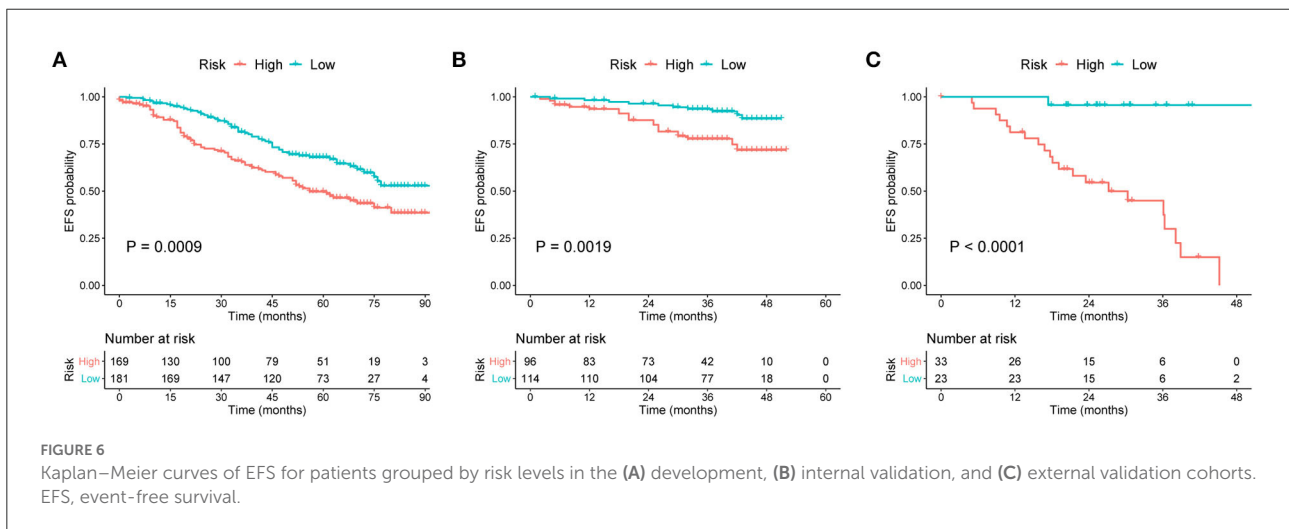 A
Risk High Low
EFS probability
1.00
0.75
0.50
0.25
0.00
P = 0.0009
0 15 30 45 60 75 90
Time (months)
Number at risk
Risk
High 169 130 100 79 51 19 3
Low 181 169 147 120 73 27 4
0 15 30 45 60 75 90
Time (months)
B
Risk High Low
EFS probability
1.00
0.75
0.50
0.25
0.00
P = 0.0019
0 12 24 36 48 60
Time (months)
Number at risk
Risk
High 96 83 73 42 10 0
Low 114 110 104 77 18 0
0 12 24 36 48 60
Time (months)
C
Risk High Low
EFS probability
1.00
0.75
0.50
0.25
0.00
P < 0.0001
0 12 24 36 48
Time (months)
Number at risk
Risk
High 33 26 15 6 0
Low 23 23 15 6 2
0 12 24 36 48
Time (months)
FIGURE 6
Kaplan–Meier curves of EFS for patients grouped by risk levels in the (A) development, (B) internal validation, and (C) external validation cohorts.
EFS, event-free survival.